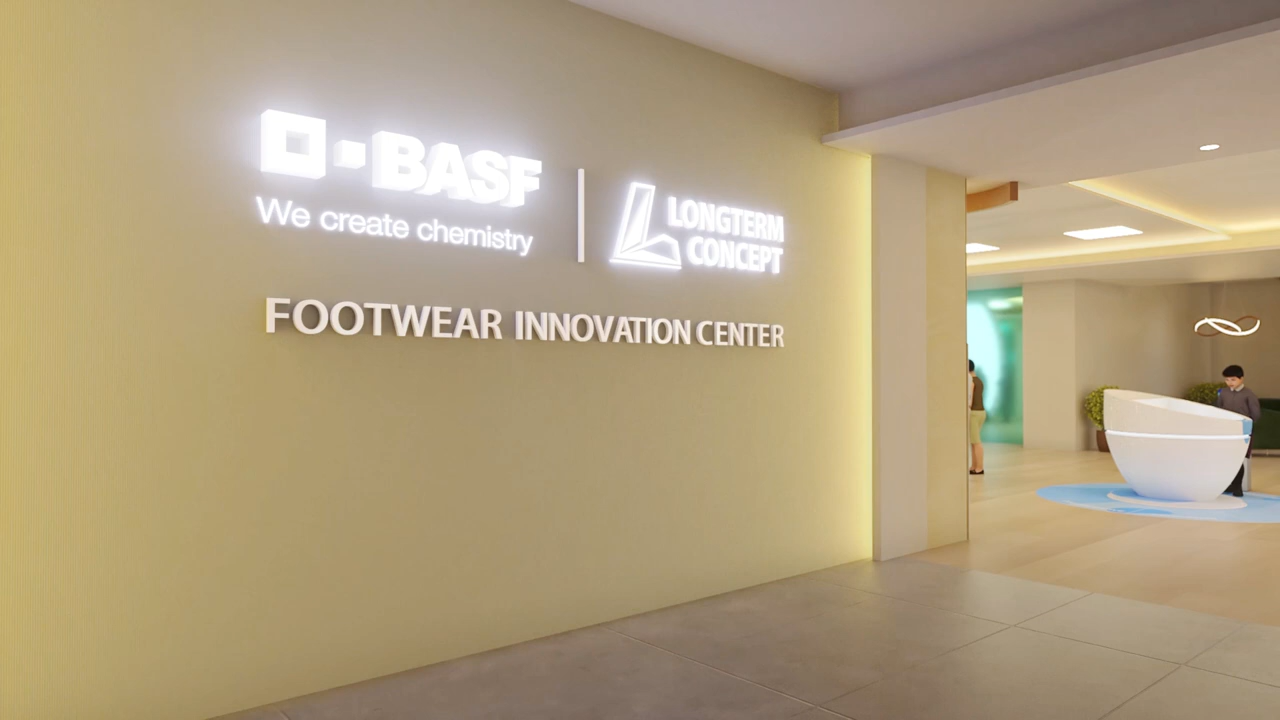 BASF
We create chemistry
LONGTERM
CONCEPT
FOOTWEAR INNOVATION CENTER